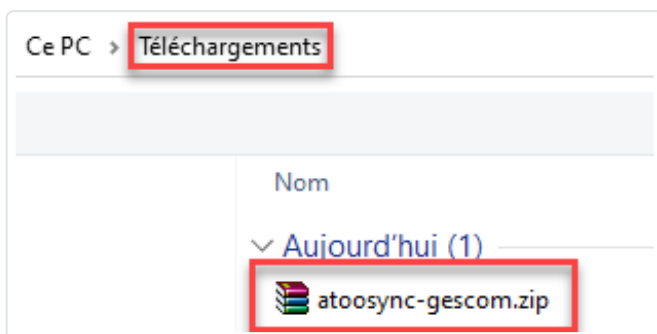 Ce PC > Téléchargements
Nom
Aujourd'hui (1)
atoosync-gescom.zip